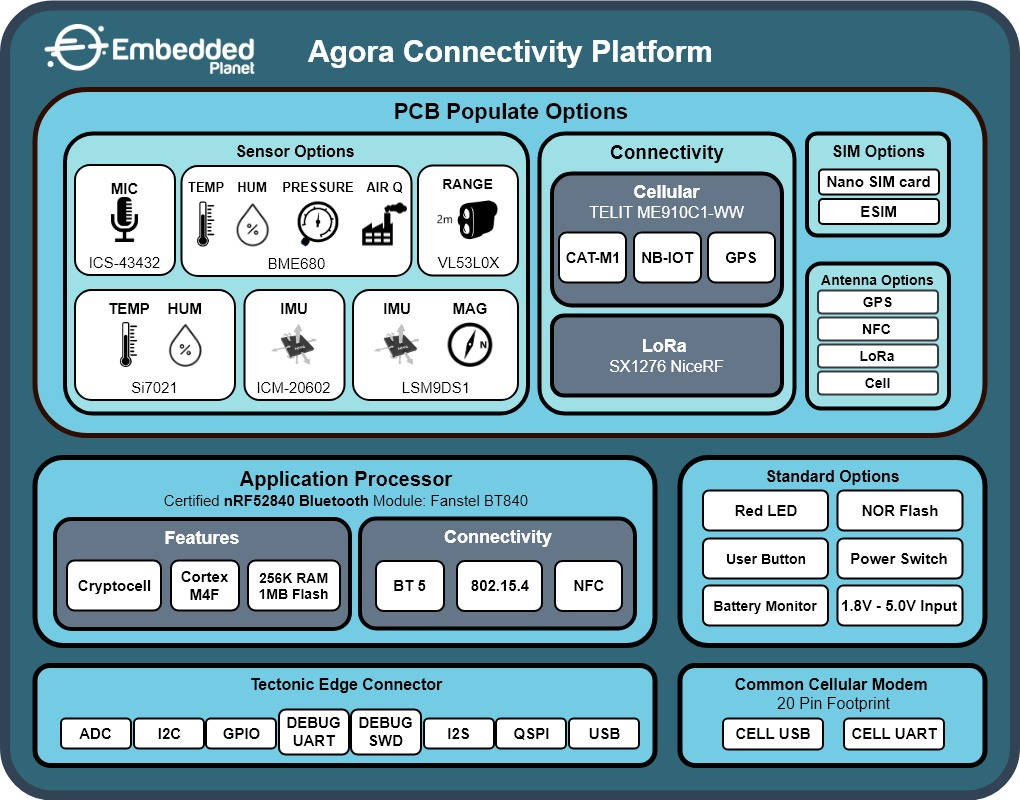 Embedded
Planet
Agora Connectivity Platform
PCB Populate Options
Sensor Options
MIC
ICS-43432
TEMP HUM PRESSURE AIR Q
%
BME680
RANGE
2m
VL53L0X
TEMP HUM
%
Si7021
IMU
ICM-20602
IMU MAG
N
LSM9DS1
Connectivity
Cellular
TELIT ME910C1-WW
CAT-M1 NB-IOT GPS
LoRa
SX1276 NiceRF
SIM Options
Nano SIM card
ESIM
Antenna Options
GPS
NFC
LoRa
Cell
Application Processor
Certified nRF52840 Bluetooth Module: Fanstel BT840
Features
Cryptocell
Cortex
M4F
256K RAM
1MB Flash
Connectivity
BT 5 802.15.4 NFC
Standard Options
Red LED NOR Flash
User Button Power Switch
Battery Monitor 1.8V - 5.0V Input
Tectonic Edge Connector
ADC I2C GPIO
DEBUG
UART
DEBUG
SWD
I2S QSPI USB
Common Cellular Modem
20 Pin Footprint
CELL USB CELL UART